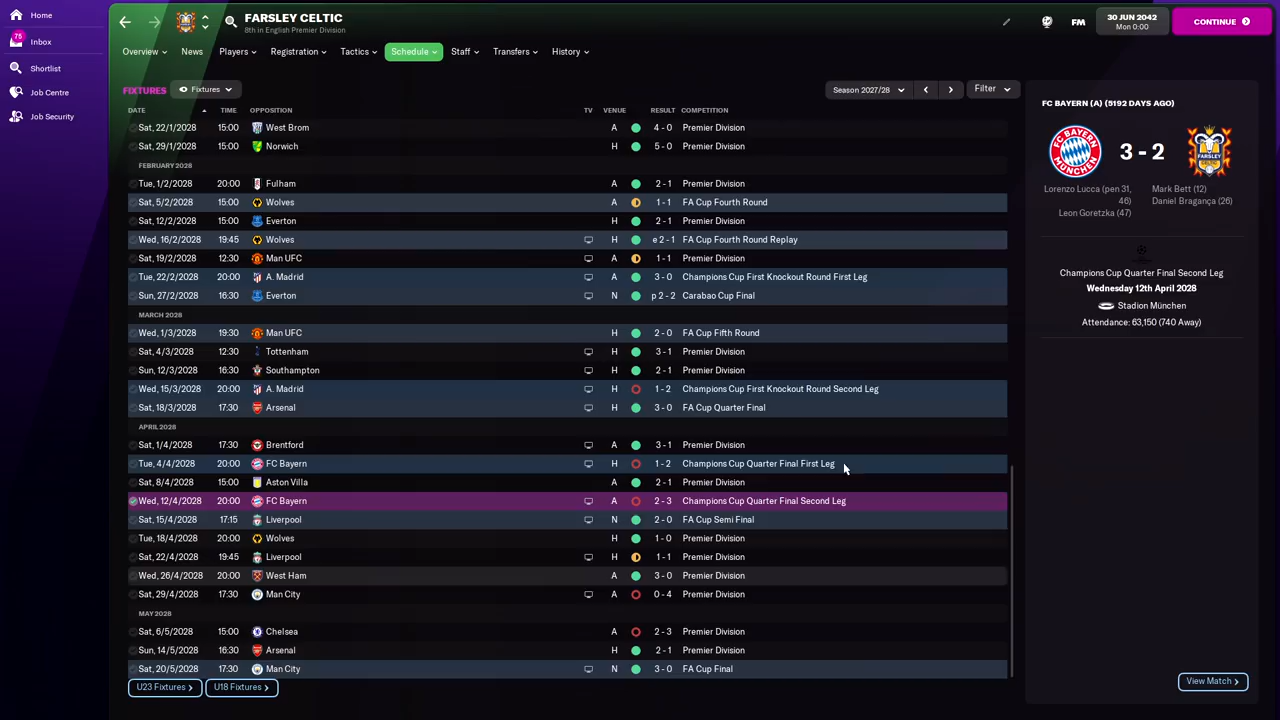 Home
75
Inbox
Shortlist
Job Centre
Job Security
FARSLEY CELTIC
8th in English Premier Division
FM
30 JUN 2042
Mon 0:00
CONTINUE
Overview
News
Players
Registration
Tactics
Schedule
Staff
Transfers
History
FIXTURES
Fixtures
Season 2027/28
Filter
DATE TIME OPPOSITION TV VENUE RESULT COMPETITION
Sat, 22/1/2028 15:00 West Brom A 4 - 0 Premier Division
Sat, 29/1/2028 15:00 Norwich H 5 - 0 Premier Division
FEBRUARY 2028
Tue, 1/2/2028 20:00 Fulham A 2 - 1 Premier Division
Sat, 5/2/2028 15:00 Wolves A 1 - 1 FA Cup Fourth Round
Sat, 12/2/2028 15:00 Everton H 2 - 1 Premier Division
Wed, 16/2/2028 19:45 Wolves H e 2 - 1 FA Cup Fourth Round Replay
Sat, 19/2/2028 12:30 Man UFC A 1 - 1 Premier Division
Tue, 22/2/2028 20:00 A. Madrid A 3 - 0 Champions Cup First Knockout Round First Leg
Sun, 27/2/2028 16:30 Everton N p 2 - 2 Carabao Cup Final
MARCH 2028
Wed, 1/3/2028 19:30 Man UFC H 2 - 0 FA Cup Fifth Round
Sat, 4/3/2028 12:30 Tottenham H 3 - 1 Premier Division
Sun, 12/3/2028 16:30 Southampton H 2 - 1 Premier Division
Wed, 15/3/2028 20:00 A. Madrid H 1 - 2 Champions Cup First Knockout Round Second Leg
Sat, 18/3/2028 17:30 Arsenal H 3 - 0 FA Cup Quarter Final
APRIL 2028
Sat, 1/4/2028 17:30 Brentford A 3 - 1 Premier Division
Tue, 4/4/2028 20:00 FC Bayern H 1 - 2 Champions Cup Quarter Final First Leg
Sat, 8/4/2028 15:00 Aston Villa A 2 - 1 Premier Division
Wed, 12/4/2028 20:00 FC Bayern A 2 - 3 Champions Cup Quarter Final Second Leg
Sat, 15/4/2028 17:15 Liverpool N 2 - 0 FA Cup Semi Final
Tue, 18/4/2028 20:00 Wolves H 1 - 0 Premier Division
Sat, 22/4/2028 19:45 Liverpool H 1 - 1 Premier Division
Wed, 26/4/2028 20:00 West Ham A 3 - 0 Premier Division
Sat, 29/4/2028 17:30 Man City A 0 - 4 Premier Division
MAY 2028
Sat, 6/5/2028 15:00 Chelsea A 2 - 3 Premier Division
Sun, 14/5/2028 16:30 Arsenal H 2 - 1 Premier Division
Sat, 20/5/2028 17:30 Man City N 3 - 0 FA Cup Final
U23 Fixtures
U18 Fixtures
FC BAYERN (A) (5192 DAYS AGO)
3 - 2
Lorenzo Lucca (pen 31,
46)
Leon Goretzka (47)
Mark Bett (12)
Daniel Bragança (26)
Champions Cup Quarter Final Second Leg
Wednesday 12th April 2028
Stadion München
Attendance: 63,150 (740 Away)
View Match